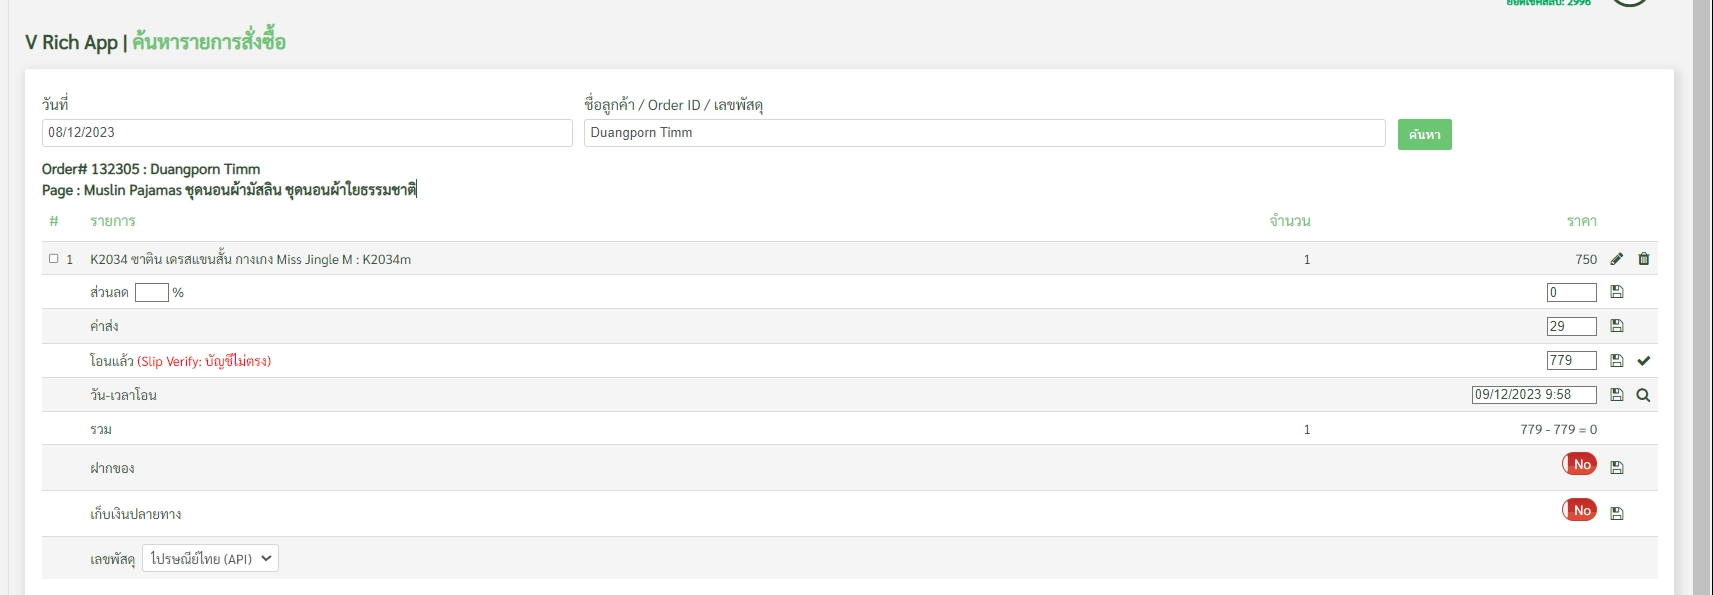 ยอดเช็คสลิป: 2996
V Rich App | ค้นหารายการสั่งซื้อ
วันที่ ชื่อลูกค้า / Order ID / เลขพัสดุ
08/12/2023 Duangporn Timm ค้นหา
Order# 132305 : Duangporn Timm
Page : Muslin Pajamas ชุดนอนผ้ามัสลิน ชุดนอนผ้าใยธรรมชาติ
# รายการ จำนวน ราคา
1 K2034 ซาติน เดรสแขนสั้น กางเกง Miss Jingle M : K2034m 1 750
ส่วนลด % 0
ค่าส่ง 29
โอนแล้ว (Slip Verify: บัญชีไม่ตรง) 779
วัน-เวลาโอน 09/12/2023 9:58
รวม 1 779 - 779 = 0
ฝากของ No
เก็บเงินปลายทาง No
เลขพัสดุ ไปรษณีย์ไทย (API)